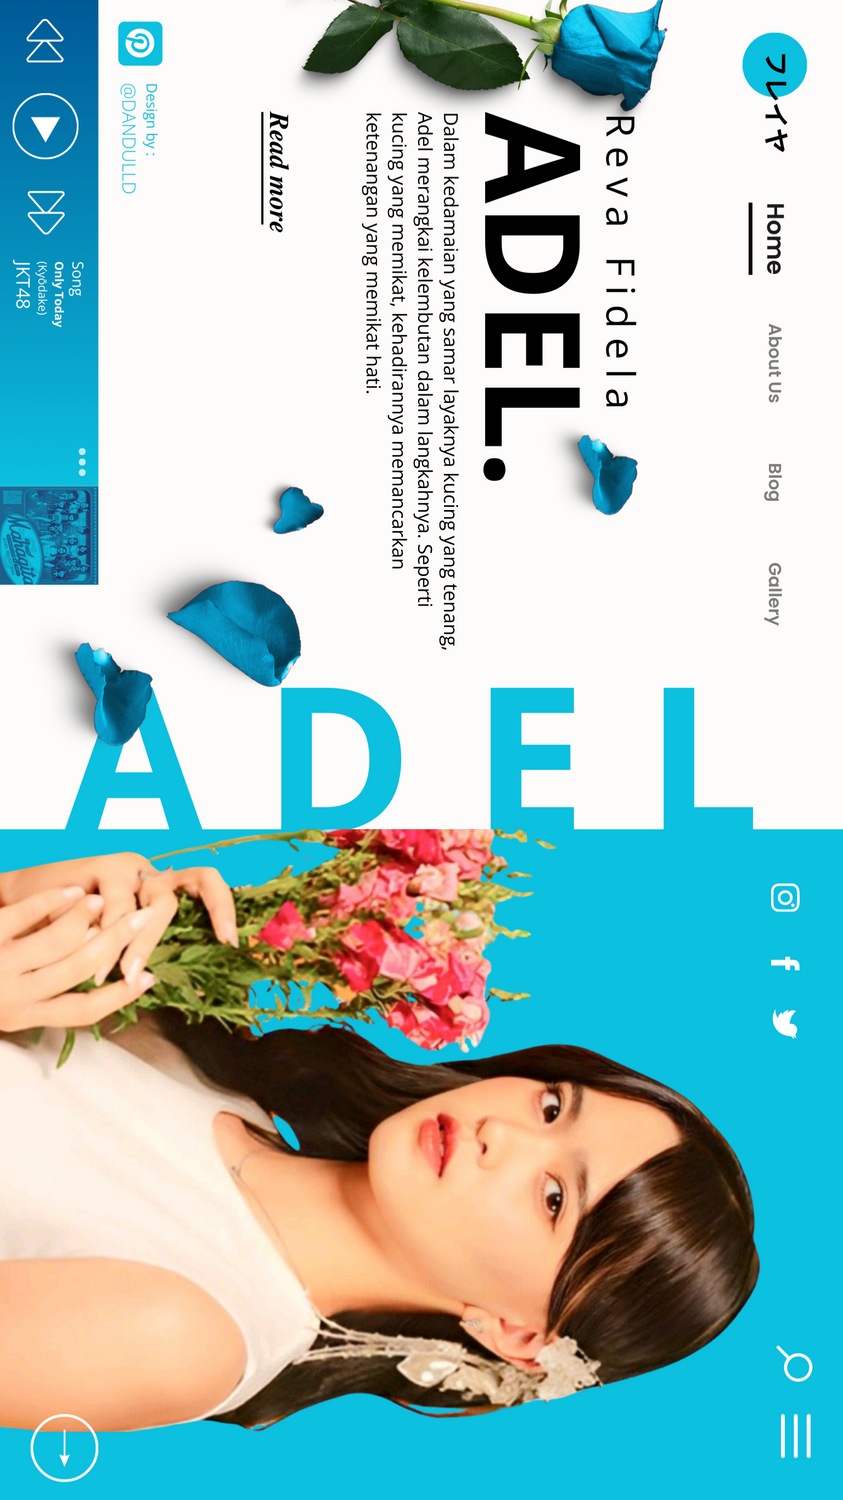 フレイヤ
Home
About Us
Blog
Gallery
Reva Fidela
ADEL.
Dalam kedamaian yang samar layaknya kucing yang tenang,
Adel merangkai kelembutan dalam langkahnya. Seperti
kucing yang memikat, kehadirannya memancarkan
ketenangan yang memikat hati.
Read more
Design by :
@DANDULLD
Song
Only Today
(Kyōdake)
JKT48
Mahagita
ADEL